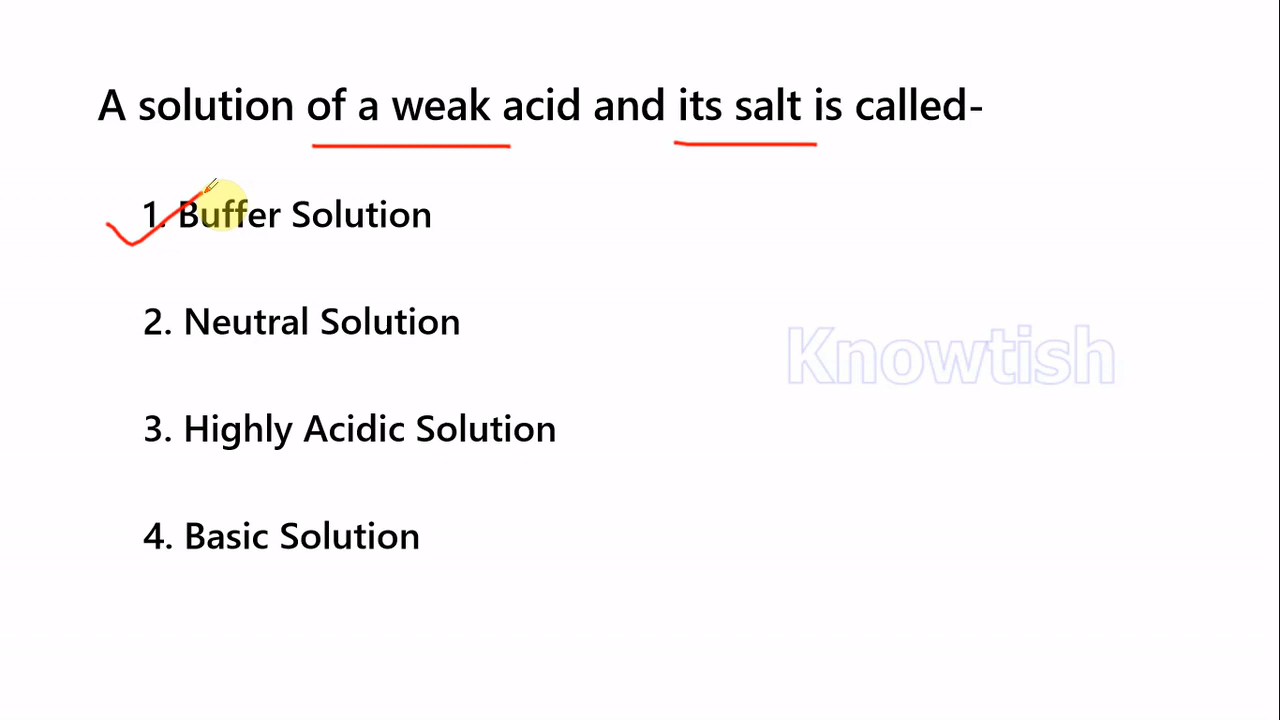 A solution of a weak acid and its salt is called-
1. Buffer Solution
2. Neutral Solution
Knowtish
3. Highly Acidic Solution
4. Basic Solution